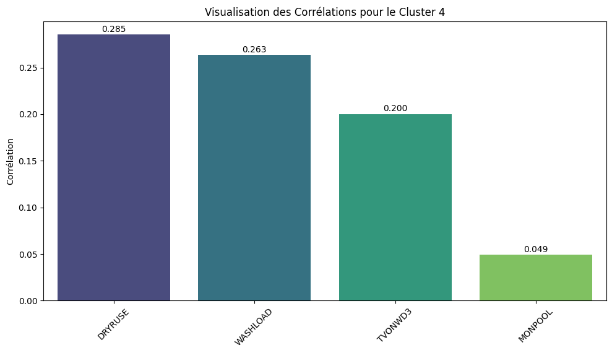 Visualisation des Corrélations pour le Cluster 4
Corrélation
0.25
0.20
0.15
0.10
0.05
0.00
0.285
0.263
0.200
0.049
DRYRUSE
WASHLOAD
TVONWD3
MONPOOL